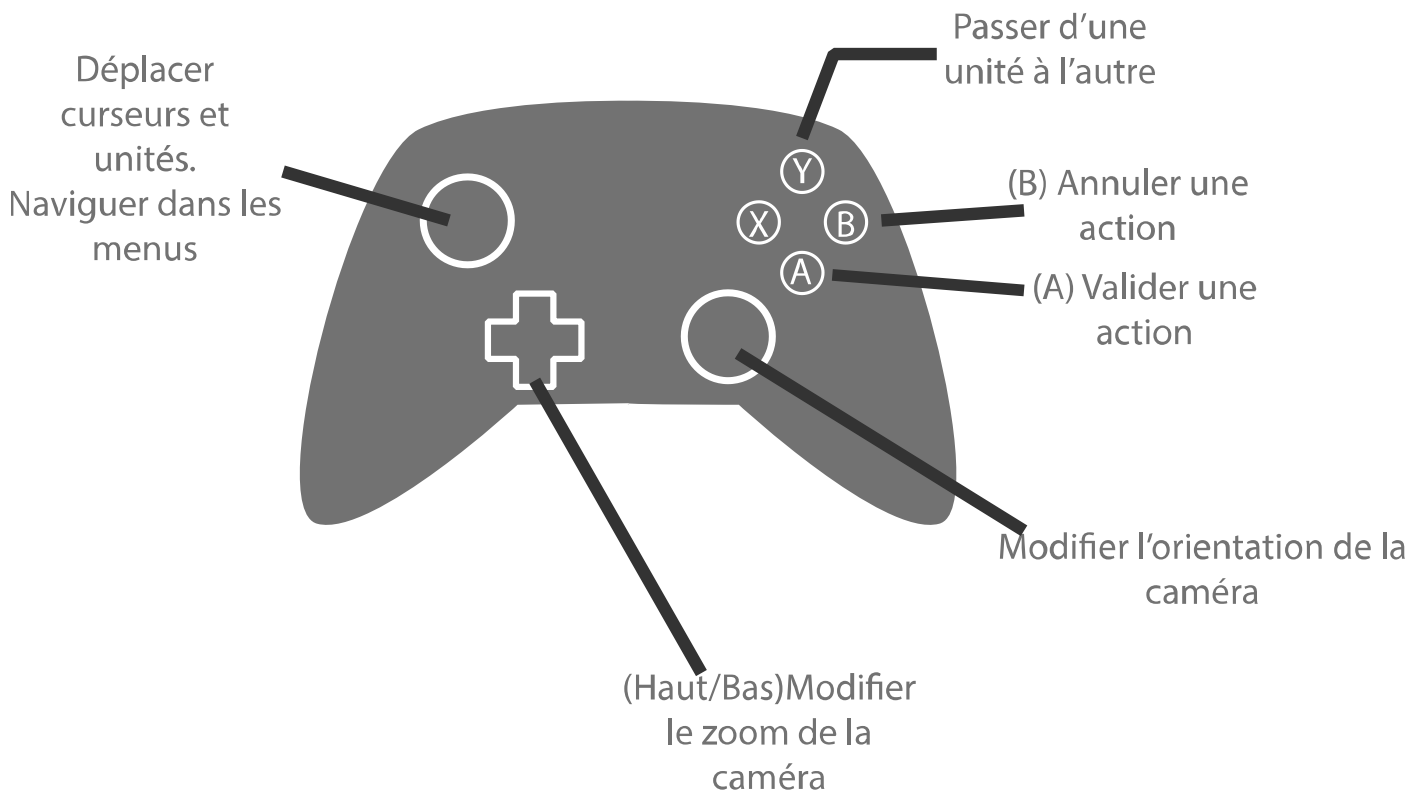 Passer d’une
unité à l’autre
Déplacer
curseurs et
unités.
Naviguer dans les
menus
Y
X
B
A
(B) Annuler une
action
(A) Valider une
action
Modifier l’orientation de la
caméra
(Haut/Bas)Modifier
le zoom de la
caméra